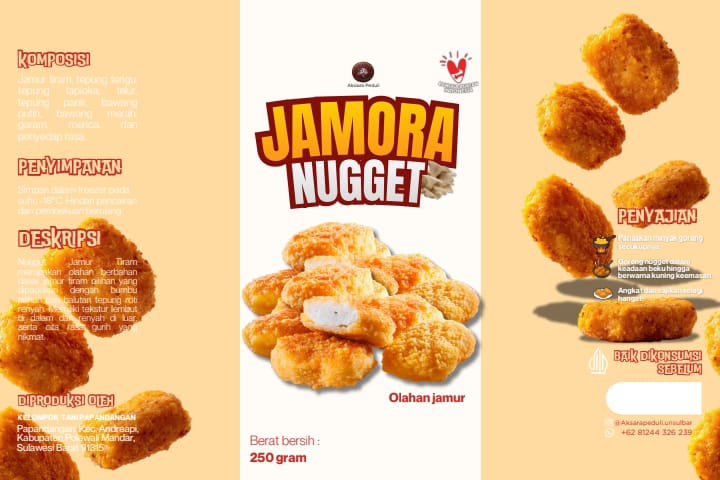 KOMPOSISI
Jamur tiram, tepung terigu,
tepung tapioka, telur,
tepung panir, bawang
putih, bawang merah,
garam, merica, dan
penyedap rasa.
PENYIMPANAN
Simpan dalam freezer pada
suhu -18°C. Hindari pencairan
dan pembekuan berulang.
DESKRIPSI
Nugget Jamur Tiram
merupakan olahan berbahan
dasar jamur tiram olahan yang
dipadukan dengan bumbu
pilihan dan balutan tepung roti
renyah. Memiliki tekstur lembut
di dalam dan renyah di luar,
serta cita rasa gurih yang
nikmat.
DIPRODUKSI OLEH
KELOMPOK TANI PAPANDANGAN
Papandangan, Kec. Andreapi,
Kabupaten Polewali Mandar,
Sulawesi Barat 91315
Aksara Peduli
JAMORA
NUGGET
Olahan jamur
Berat bersih :
250 gram
PENYAJIAN
Panaskan minyak goreng
secukupnya.
Goreng nugget dalam
keadaan beku hingga
berwarna kuning keemasan
Angkat dan sajikan selagi
hangat.
BAIK DIKONSUMSI
SEBELUM
@Aksarapeduli.unsulbar
+62 81244 326 239